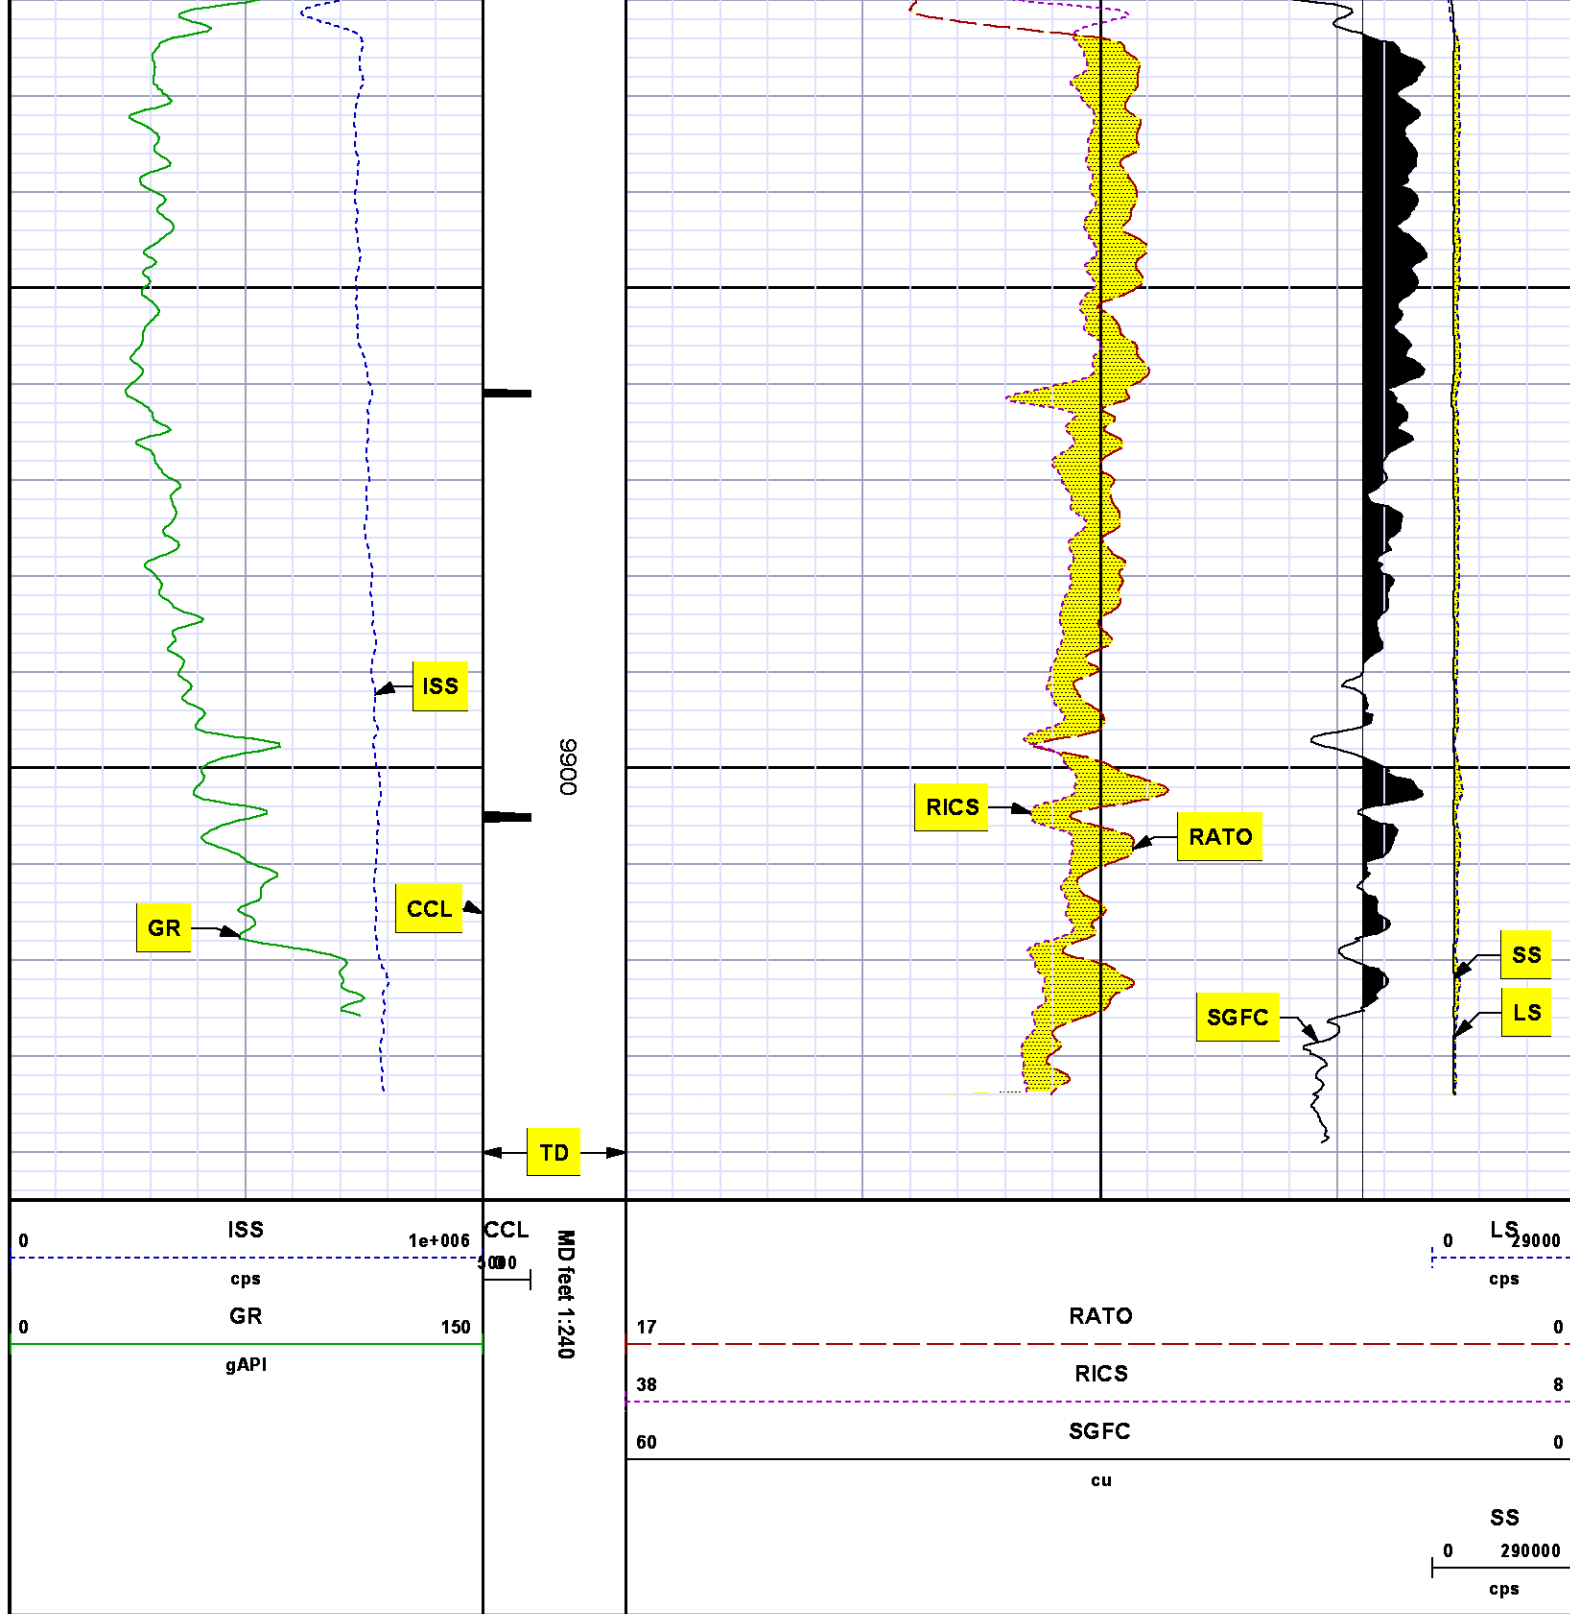 ISS
9900
RICS
RATO
CCL
GR
SS
LS
SGFC
TD
ISS
0 1e+006
cps
GR
0 150
gAPI
CCL
MD feet 1:240
LS
0 29000
cps
RATO
17 0
RICS
38 8
SGFC
60 0
cu
SS
0 290000
cps